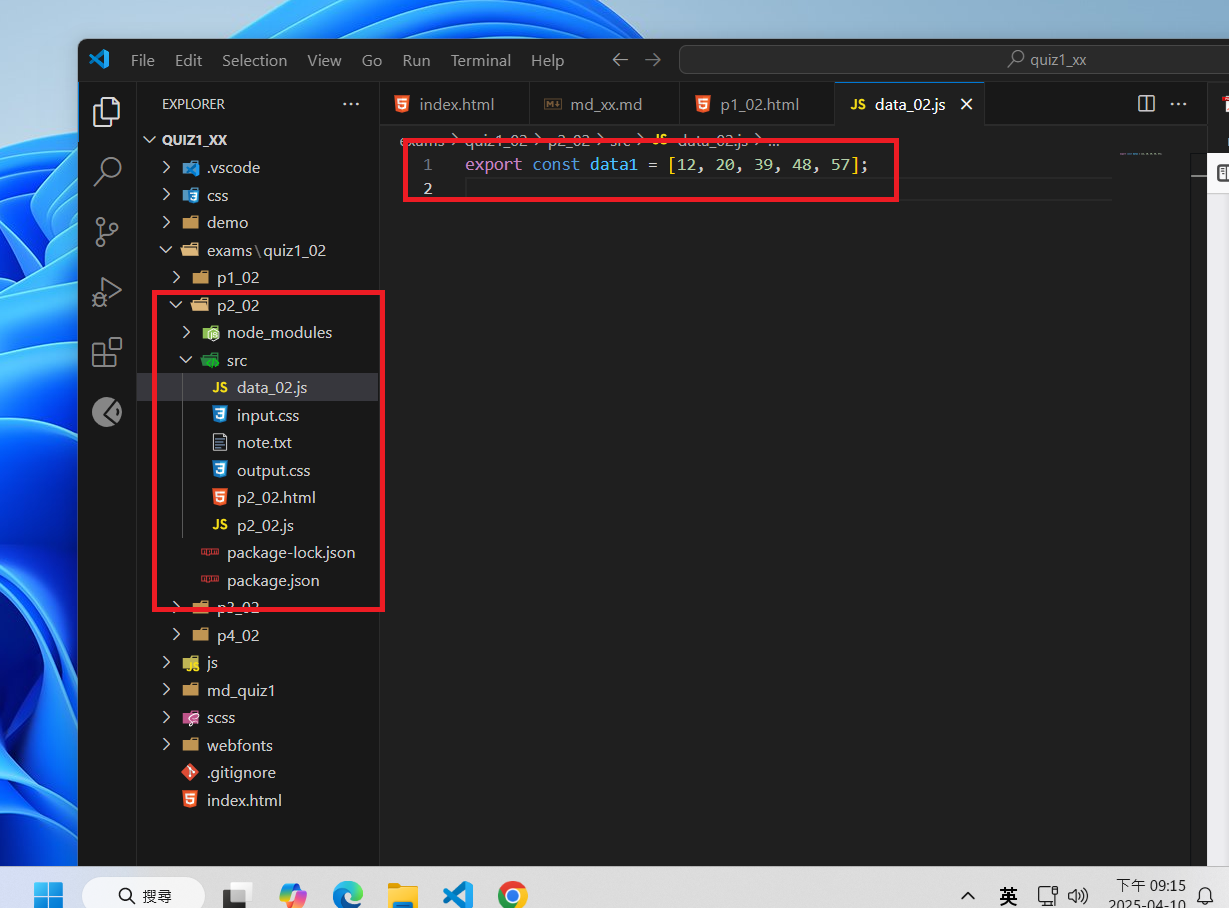 File Edit Selection View Go Run Terminal Help
quiz1_xx
EXPLORER
index.html
md_xx.md
p1_02.html
JS data_02.js
exams > quiz1_02 > p2_02 > src > JS data_02.js > ...
QUIZ1_XX
1 export const data1 = [12, 20, 39, 48, 57];
2
.vscode
css
demo
exams\quiz1_02
p1_02
p2_02
node_modules
src
JS data_02.js
input.css
note.txt
output.css
p2_02.html
JS p2_02.js
package-lock.json
package.json
p3_02
p4_02
js
md_quiz1
scss
webfonts
.gitignore
index.html
搜尋
英
下午 09:15
2025-04-10